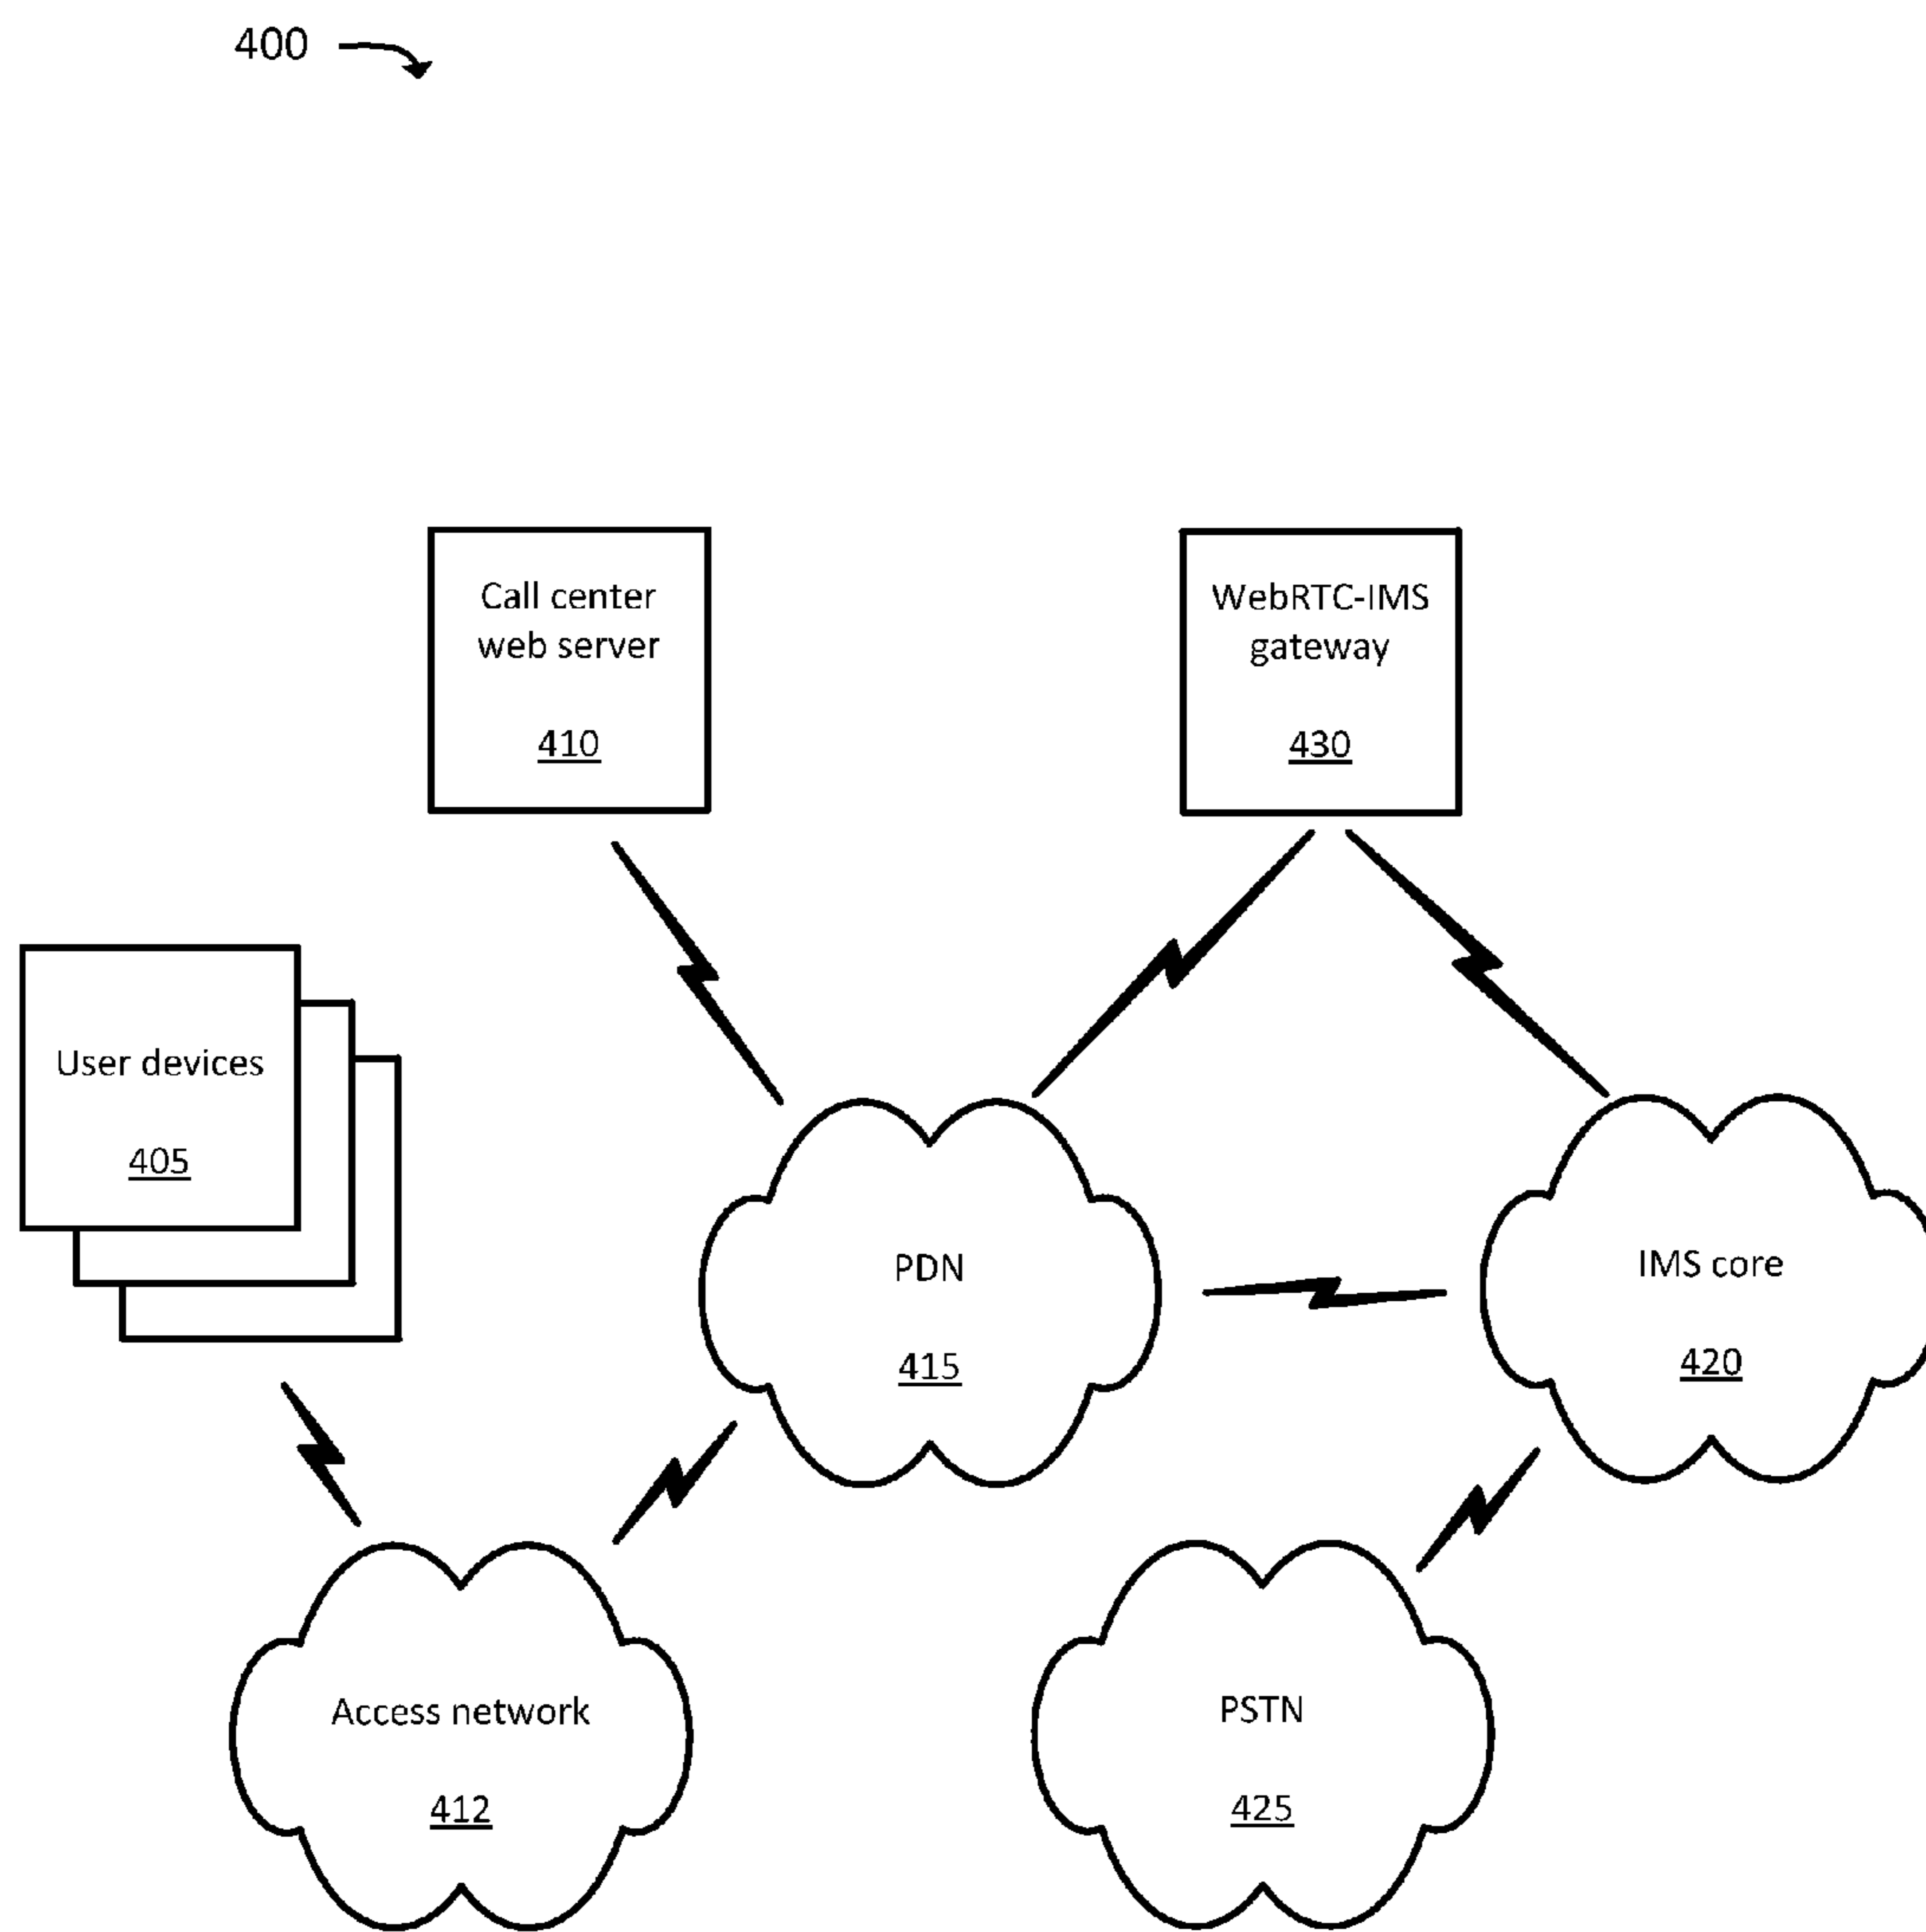 400
Call center
web server
410
WebRTC-IMS
gateway
430
User devices
405
PDN
415
IMS core
420
Access network
412
PSTN
425